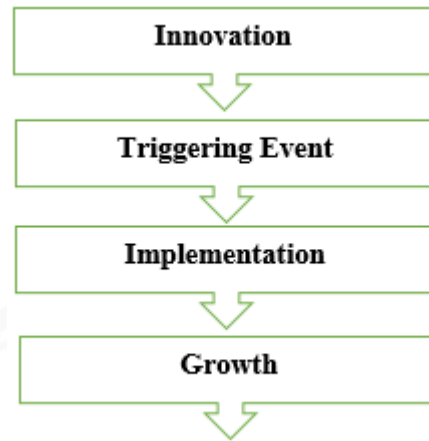 Innovation
Triggering Event
Implementation
Growth